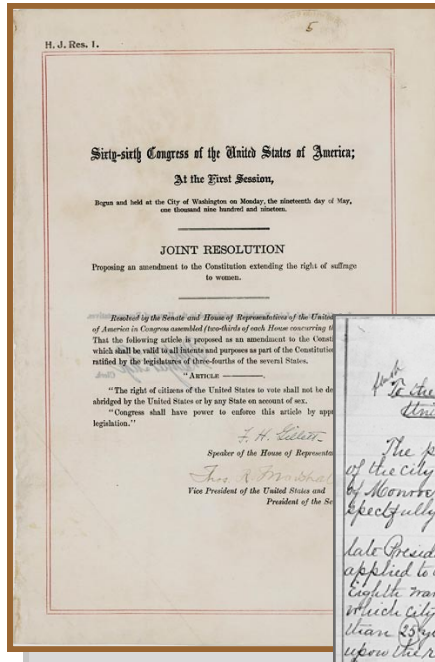 5
H. J. Res. 1.
Sixty-sixth Congress of the United States of America;
At the First Session,
Begun and held at the City of Washington on Monday, the nineteenth day of May,
one thousand nine hundred and nineteen.
JOINT RESOLUTION
Proposing an amendment to the Constitution extending the right of suffrage
to women.
Resolved by the Senate and House of Representatives of the United
of America in Congress assembled (two-thirds of each House concurring
That the following article is proposed as an amendment to the
which shall be valid to all intents and purposes as part of the
ratified by the legislatures of three-fourths of the several States.
"ARTICLE ———.
"The right of citizens of the United States to vote shall not be
abridged by the United States or by any State on account of sex.
"Congress shall have power to enforce this article by
legislation."
F. H. Gillett
Speaker of the House of
Thos. R. Marshall
Vice President of the United States and
President of the
To the
The
of the city
of Monroe
spectfully
late
applied to
Eighth
which city
than 25
upon the